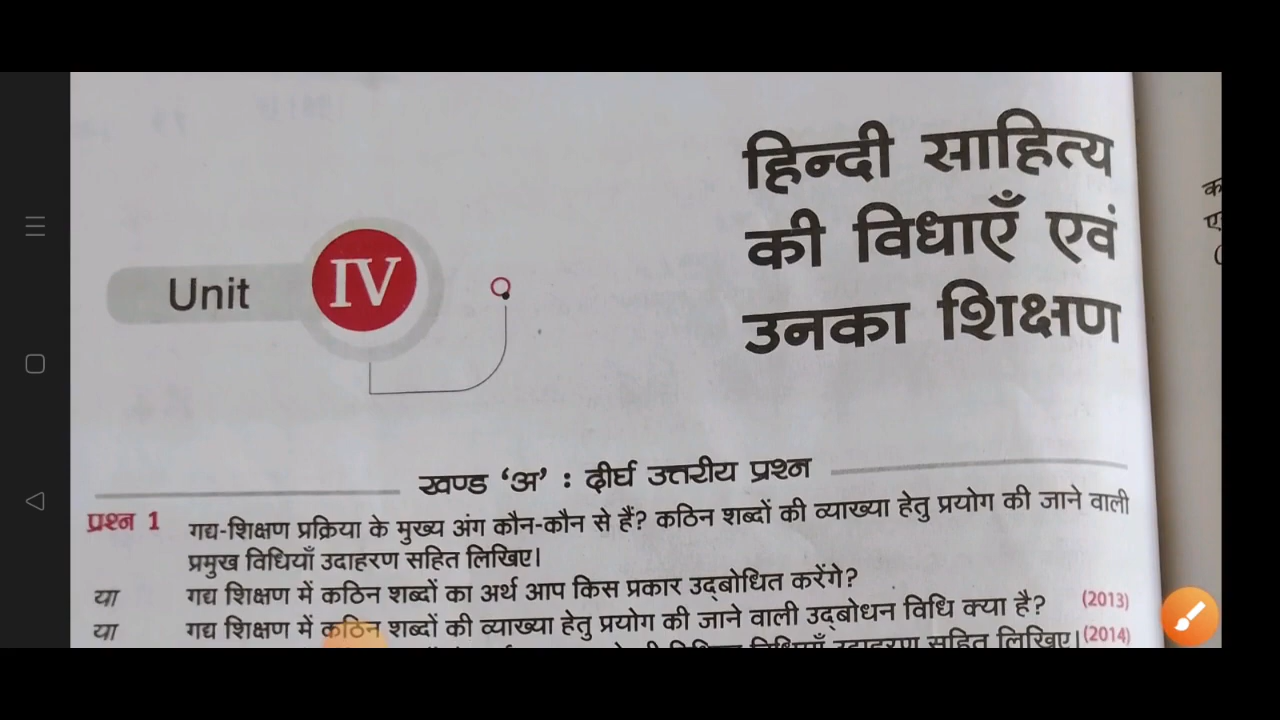 हिन्दी साहित्य
की विधाएँ एवं
उनका शिक्षण
Unit IV
खण्ड ‘अ’ : दीर्घ उत्तरीय प्रश्न
प्रश्न 1 गद्य-शिक्षण प्रक्रिया के मुख्य अंग कौन-कौन से हैं? कठिन शब्दों की व्याख्या हेतु प्रयोग की जाने वाली
प्रमुख विधियाँ उदाहरण सहित लिखिए।
या गद्य शिक्षण में कठिन शब्दों का अर्थ आप किस प्रकार उद्‌बोधित करेंगे? (2013)
या गद्य शिक्षण में कठिन शब्दों की व्याख्या हेतु प्रयोग की जाने वाली उद्‌बोधन विधि क्या है? (2014)
उदाहरण सहित लिखिए।